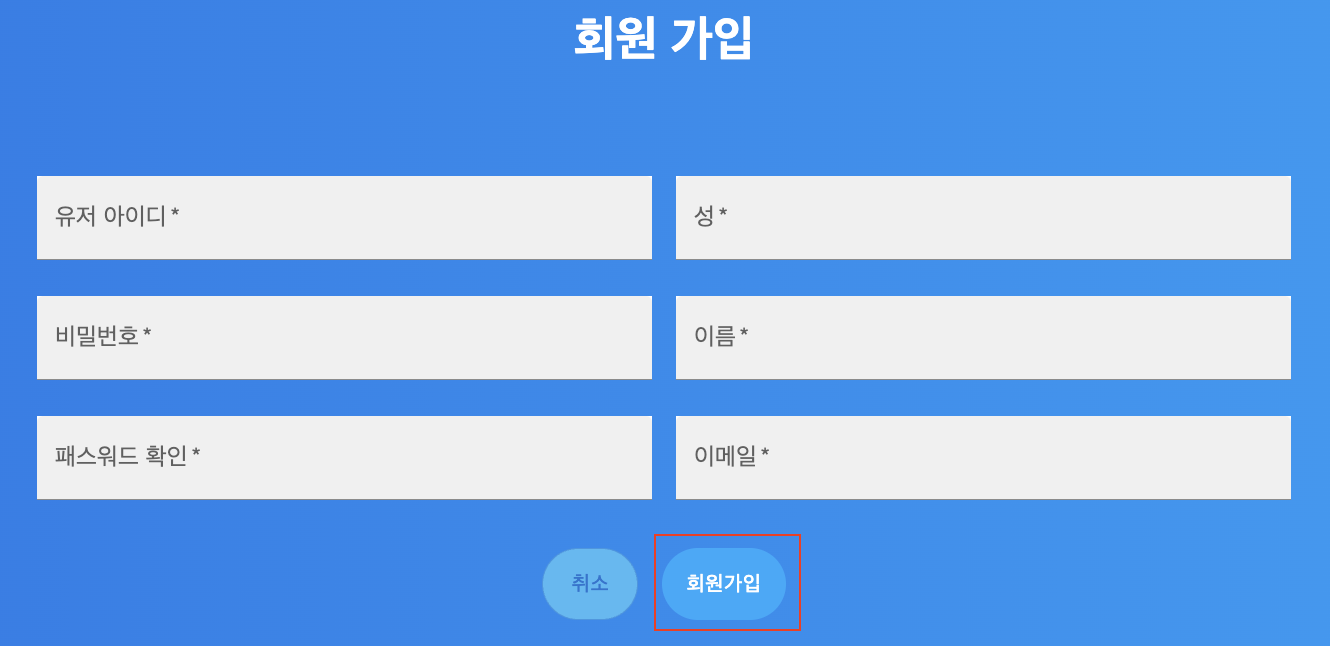 회원 가입
유저 아이디 *
성 *
비밀번호 *
이름 *
패스워드 확인 *
이메일 *
취소
회원가입